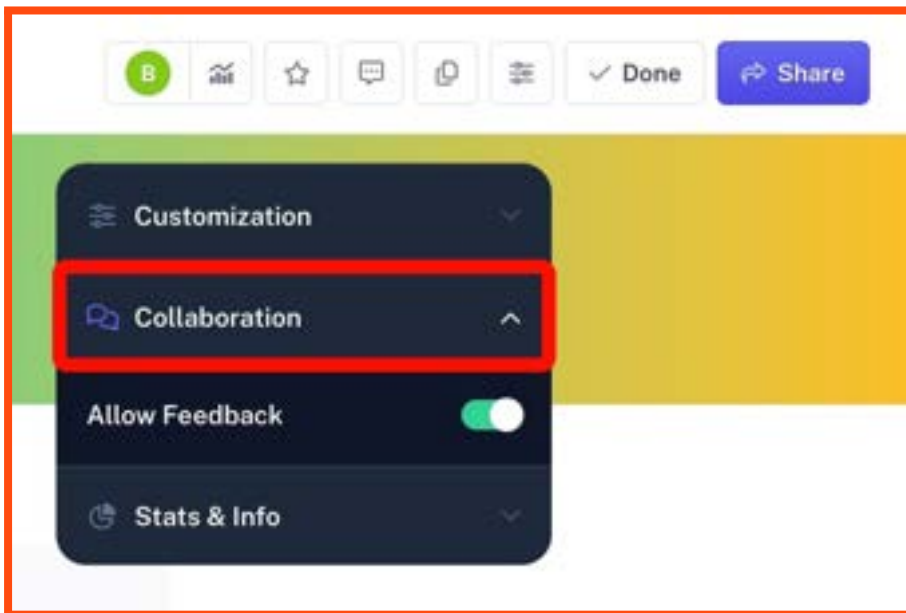 B
Done
Share
Customization
Collaboration
Allow Feedback
Stats & Info